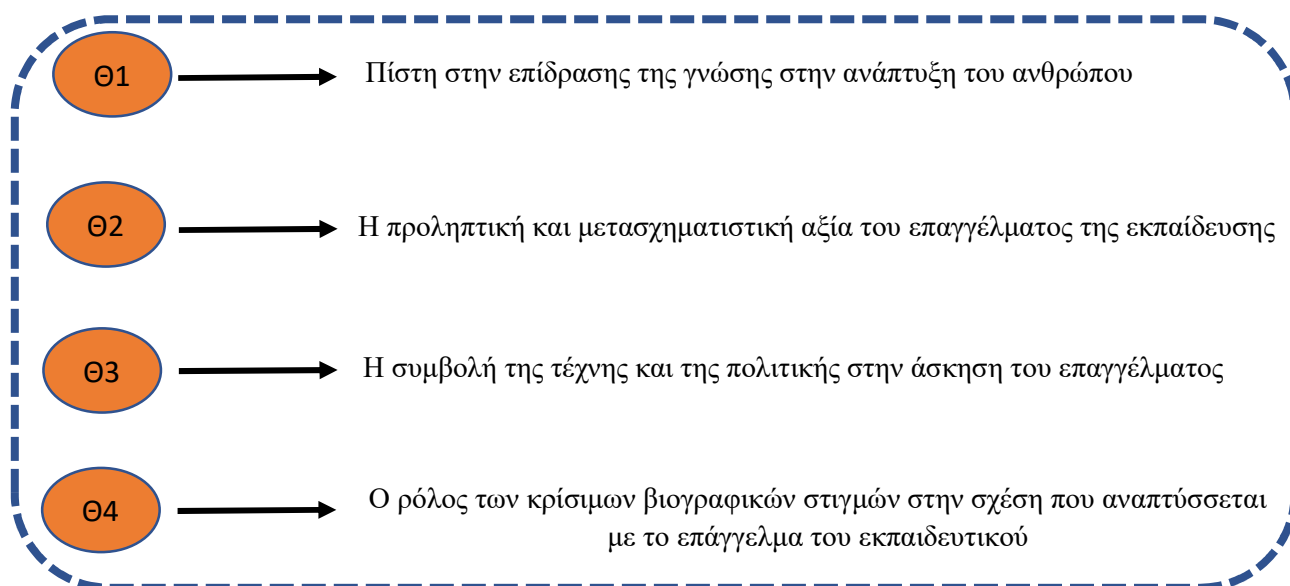 Θ1
Πίστη στην επίδρασης της γνώσης στην ανάπτυξη του ανθρώπου
Θ2
Η προληπτική και μετασχηματιστική αξία του επαγγέλματος της εκπαίδευσης
Θ3
Η συμβολή της τέχνης και της πολιτικής στην άσκηση του επαγγέλματος
Θ4
Ο ρόλος των κρίσιμων βιογραφικών στιγμών στην σχέση που αναπτύσσεται
με το επάγγελμα του εκπαιδευτικού